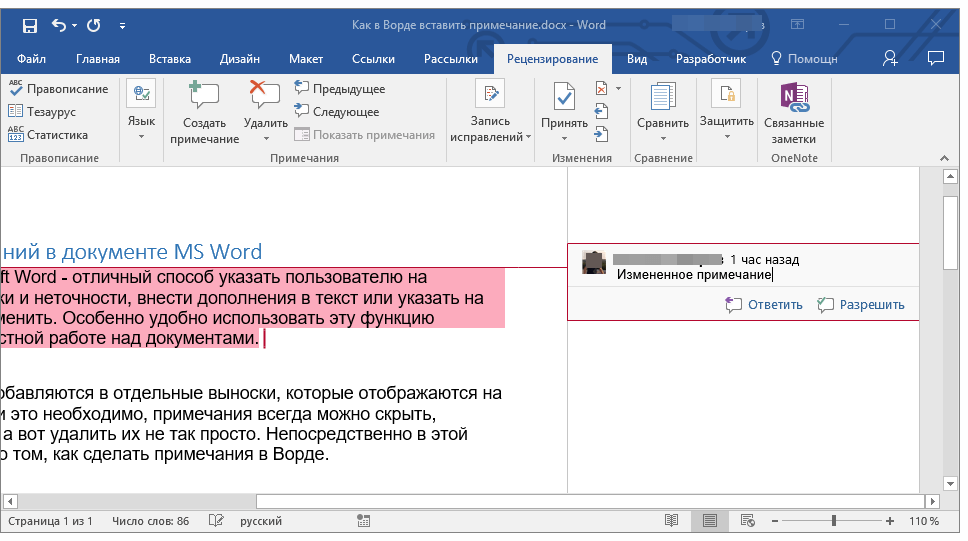 Как в Ворде вставить примечание.docx - Word
Файл Главная Вставка Дизайн Макет Ссылки Рассылки Рецензирование Вид Разработчик Помощн
ABC Правописание
Тезаурус
ABC 123 Статистика
Правописание
Язык
Создать примечание
Удалить
Предыдущее
Следующее
Показать примечания
Примечания
Запись исправлений
Принять
Изменения
Сравнить
Сравнение
Защитить
Связанные заметки
OneNote
ний в документе MS Word
ft Word - отличный способ указать пользователю на
ки и неточности, внести дополнения в текст или указать на
менить. Особенно удобно использовать эту функцию
стной работе над документами.
обавляются в отдельные выноски, которые отображаются на
и это необходимо, примечания всегда можно скрыть,
а вот удалить их не так просто. Непосредственно в этой
о том, как сделать примечания в Ворде.
1 час назад
Измененное примечание
Ответить Разрешить
Страница 1 из 1 Число слов: 86 русский 110 %